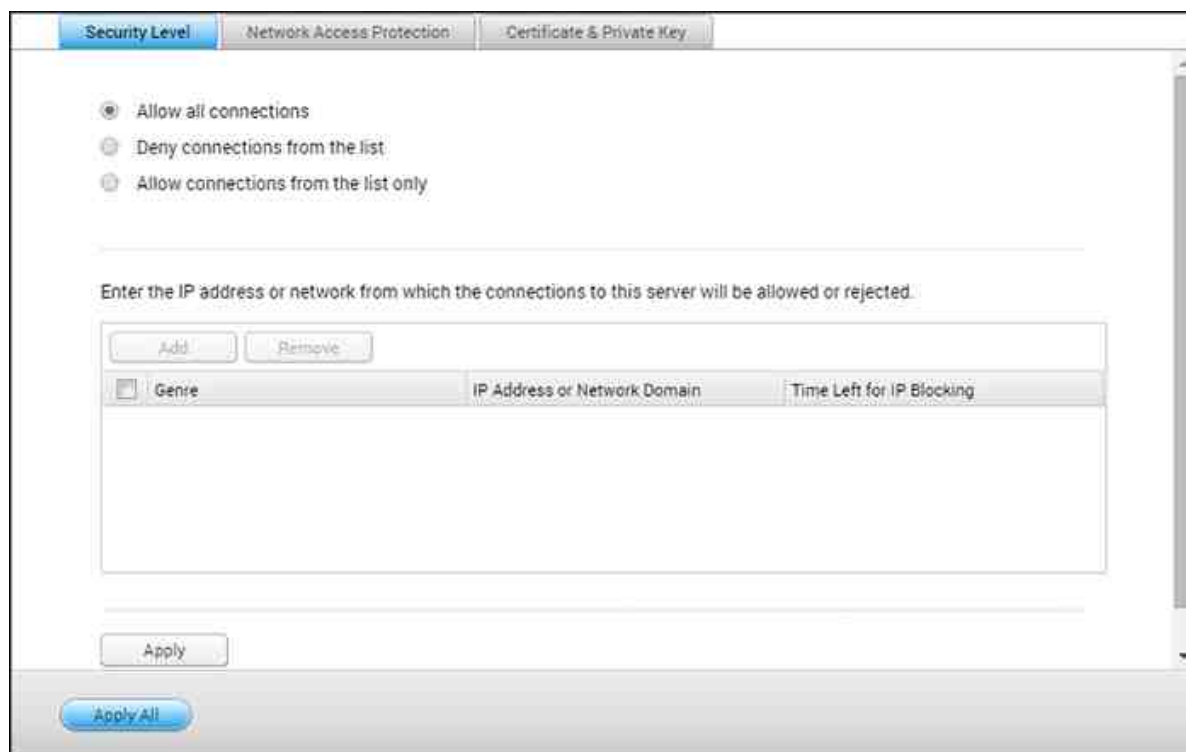 Security Level Network Access Protection Certificate & Private Key
Allow all connections
Deny connections from the list
Allow connections from the list only
Enter the IP address or network from which the connections to this server will be allowed or rejected.
Add Remove
Genre IP Address or Network Domain Time Left for IP Blocking
Apply
Apply All